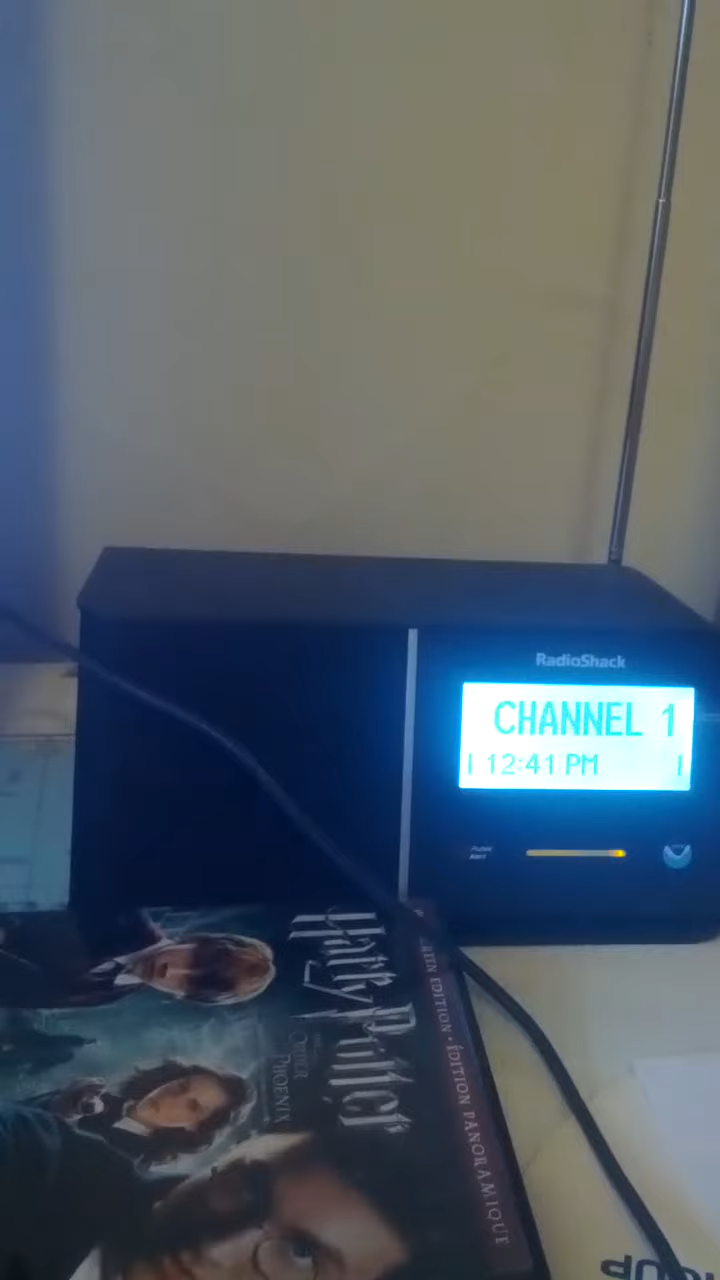 RadioShack
CHANNEL 1
12:41 PM
Harry Potter
ORDER
PHOENIX
EDITION • ÉDITION PANORAMIQUE